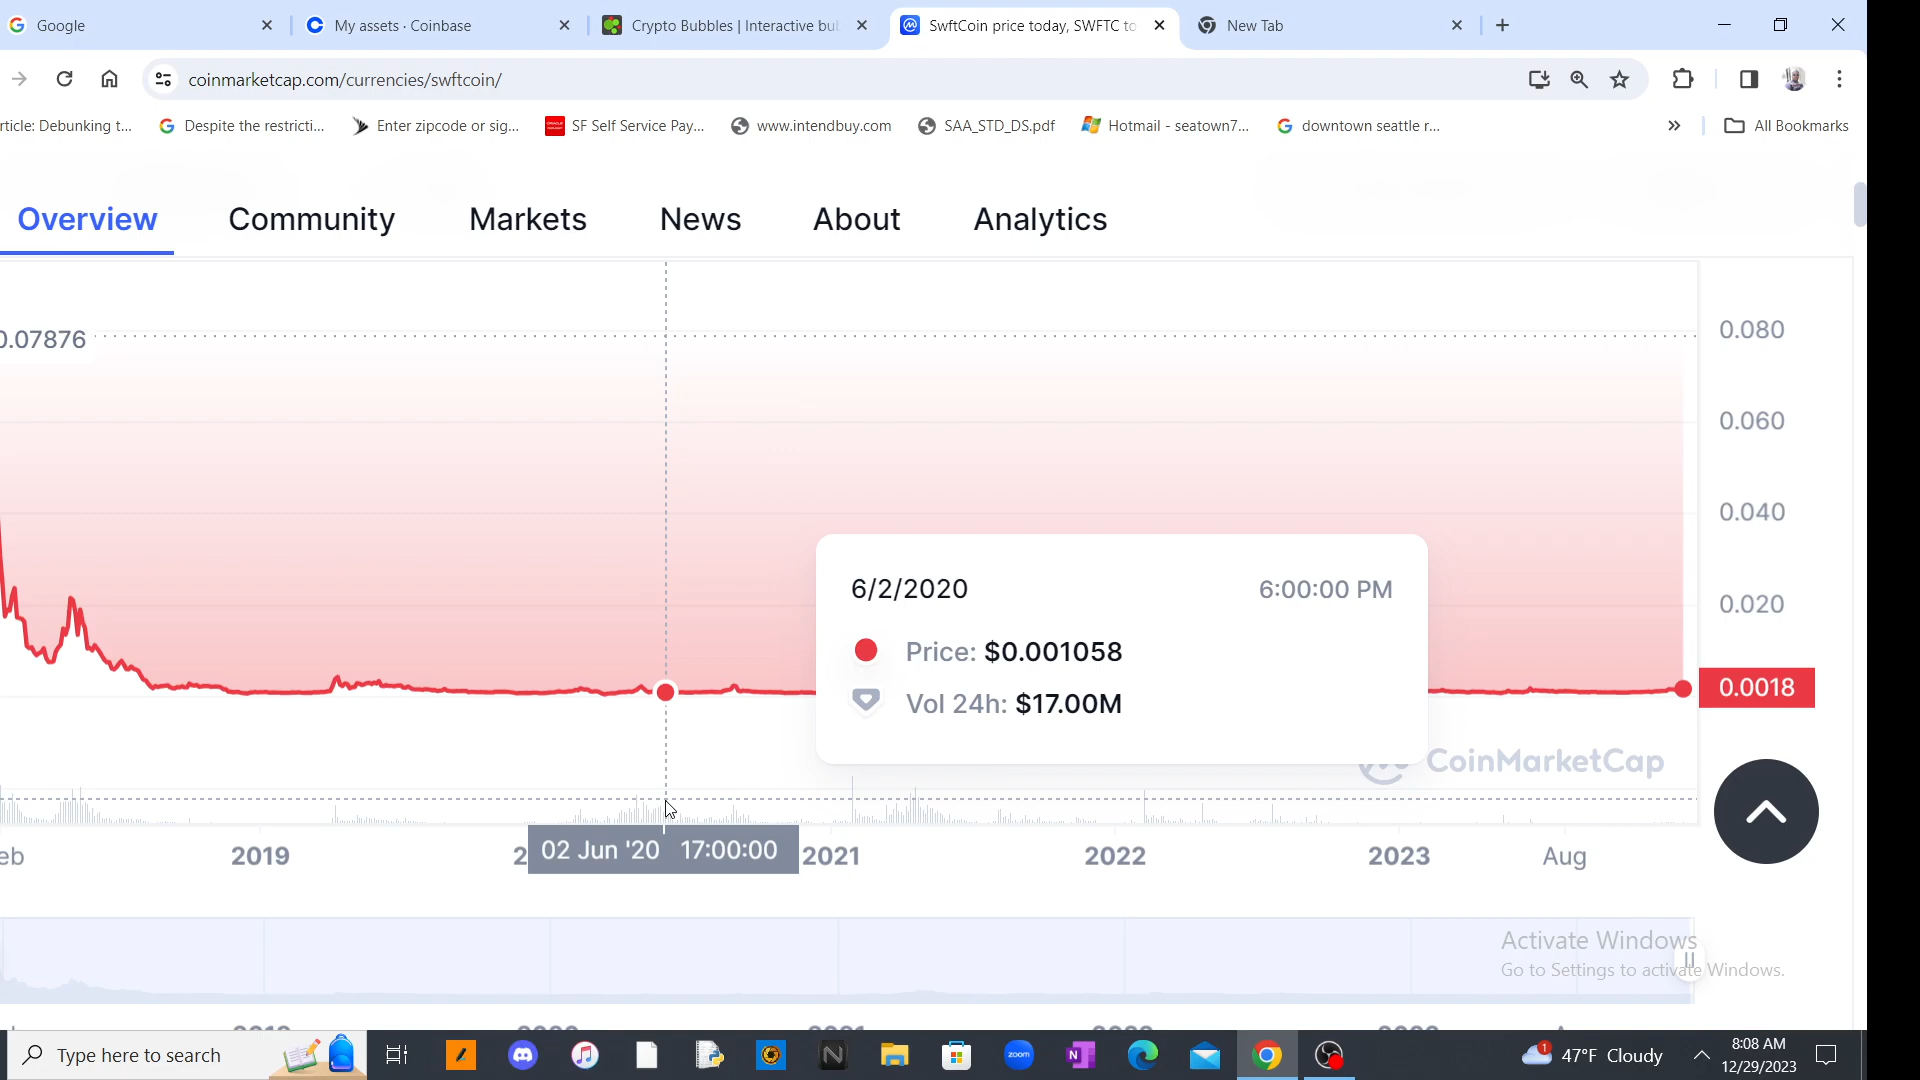 Google
My assets · Coinbase
Crypto Bubbles | Interactive bu
SwftCoin price today, SWFTC to
New Tab
coinmarketcap.com/currencies/swftcoin/
rticle: Debunking t...
Despite the restricti...
Enter zipcode or sig...
SF Self Service Pay...
www.intendbuy.com
SAA_STD_DS.pdf
Hotmail - seatown7...
downtown seattle r...
All Bookmarks
Overview
Community
Markets
News
About
Analytics
0.07876
0.080
0.060
0.040
0.020
0.0018
6/2/2020 6:00:00 PM
Price: $0.001058
Vol 24h: $17.00M
CoinMarketCap
eb 2019 2 02 Jun '20 17:00:00 2021 2022 2023 Aug
Activate Windows
Go to Settings to activate Windows.
Type here to search
zoom
1
47°F Cloudy
8:08 AM
12/29/2023